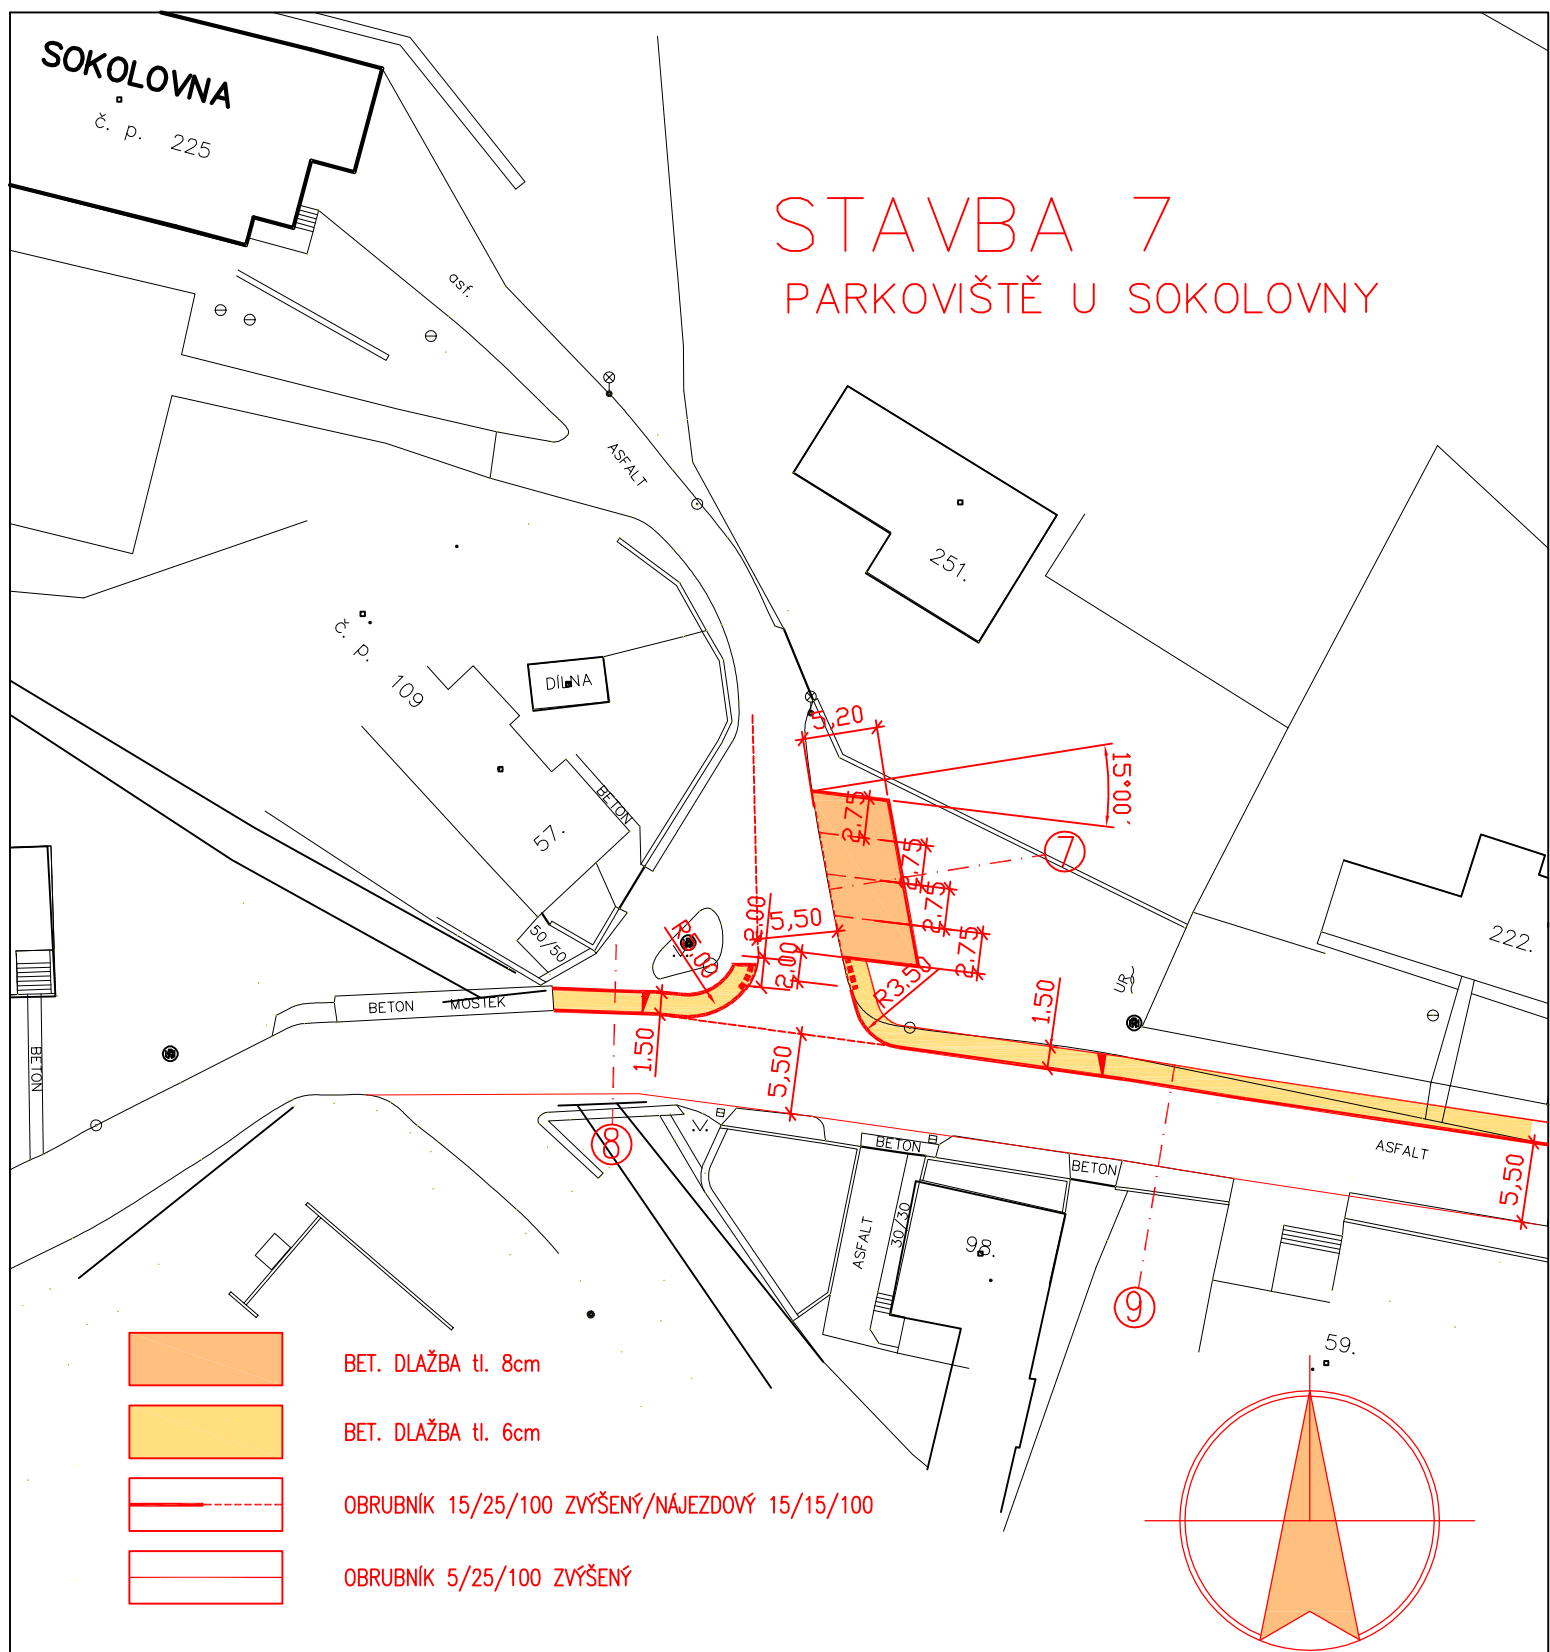 SOKOLOVNA
č. p. 225
STAVBA 7
PARKOVIŠTĚ U SOKOLOVNY
asf.
ASFALT
251.
č. p. 109
DÍLNA
5,20
15°00'
BETON
57.
2.75
2.75
2.75
2.75
7
2.00
5,50
2.00
R5.00
R3,50
50/50
222.
UR
BETON MOSTEK
1.50
1.50
5,50
BETON
8
BETON
BETON
ASFALT
5,50
ASFALT
30/30
98.
9
59.
BET. DLAŽBA tl. 8cm
BET. DLAŽBA tl. 6cm
OBRUBNÍK 15/25/100 ZVÝŠENÝ/NÁJEZDOVÝ 15/15/100
OBRUBNÍK 5/25/100 ZVÝŠENÝ